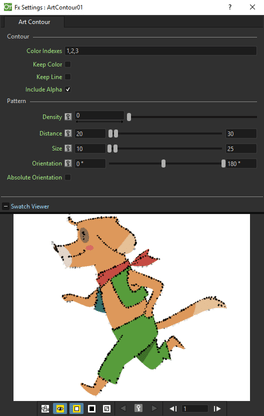 Fx Settings : ArtContour01
Art Contour
Contour
Color Indexes 1,2,3
Keep Color
Keep Line
Include Alpha
Pattern
Density 0
Distance 20 30
Size 10 25
Orientation 0 ° 180 °
Absolute Orientation
Swatch Viewer
1